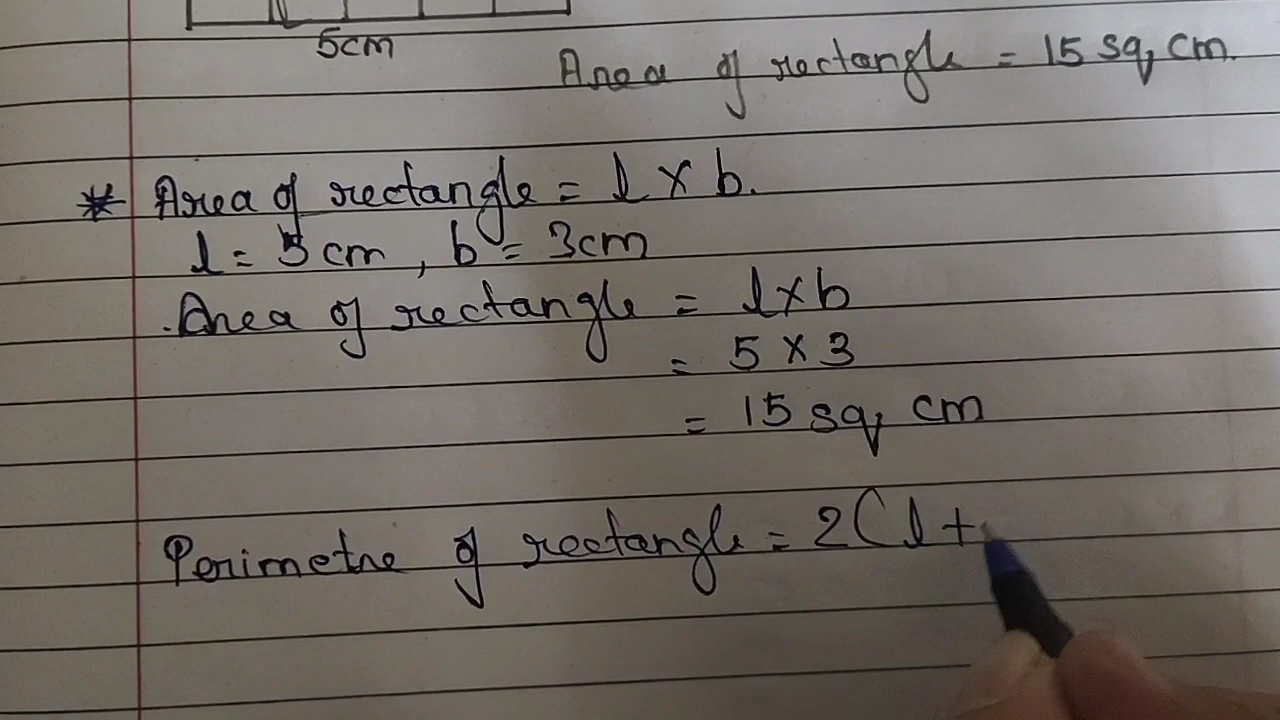 5cm
Area of rectangle = 15 sq, cm.
* Area of rectangle = l × b.
l = 5 cm, b = 3cm
Area of rectangle = l×b
= 5 × 3
= 15 sq, cm
Perimetre of rectangle = 2(l +